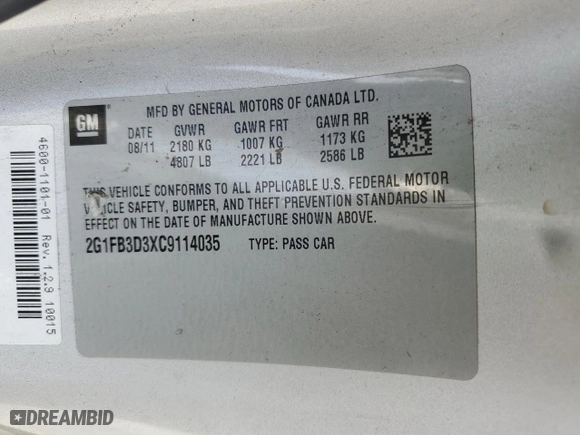 GM
MFD BY GENERAL MOTORS OF CANADA LTD.
DATE GVWR GAWR FRT GAWR RR
08/11 2180 KG 1007 KG 1173 KG
4807 LB 2221 LB 2586 LB
THIS VEHICLE CONFORMS TO ALL APPLICABLE U.S. FEDERAL MOTOR
VEHICLE SAFETY, BUMPER, AND THEFT PREVENTION STANDARDS IN
EFFECT ON THE DATE OF MANUFACTURE SHOWN ABOVE.
2G1FB3D3XC9114035 TYPE: PASS CAR
4600-1101-01 Rev. 1.2.9 10015
DREAMBID